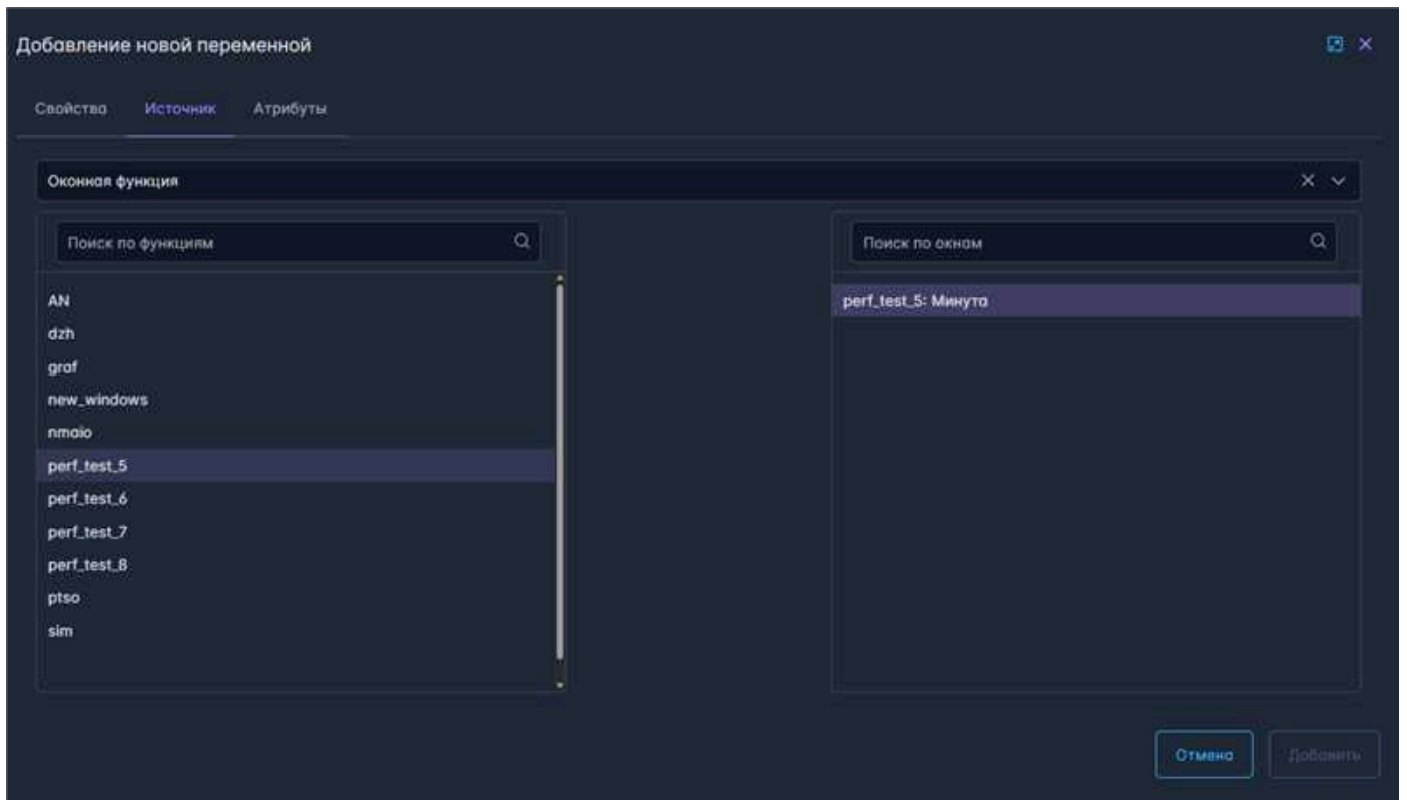 Добавление новой переменной
Свойства Источник Атрибуты
Оконная функция
Поиск по функциям
Поиск по окнам
AN
dzh
graf
new_windows
nmaio
perf_test_5
perf_test_6
perf_test_7
perf_test_8
ptso
sim
perf_test_5: Минута
Отмена Добавить